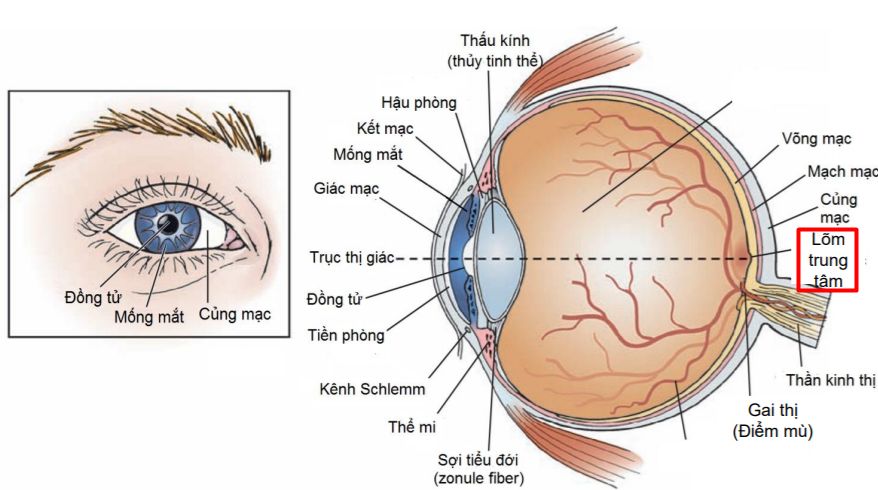 Thấu kính
(thủy tinh thể)
Hậu phòng
Kết mạc
Mống mắt
Giác mạc
Trục thị giác
Đồng tử
Tiền phòng
Kênh Schlemm
Thể mi
Sợi tiểu đới
(zonule fiber)
Võng mạc
Mạch mạc
Củng
mạc
Lõm
trung
tâm
Thần kinh thị
Gai thị
(Điểm mù)
Đồng tử
Mống mắt
Củng mạc